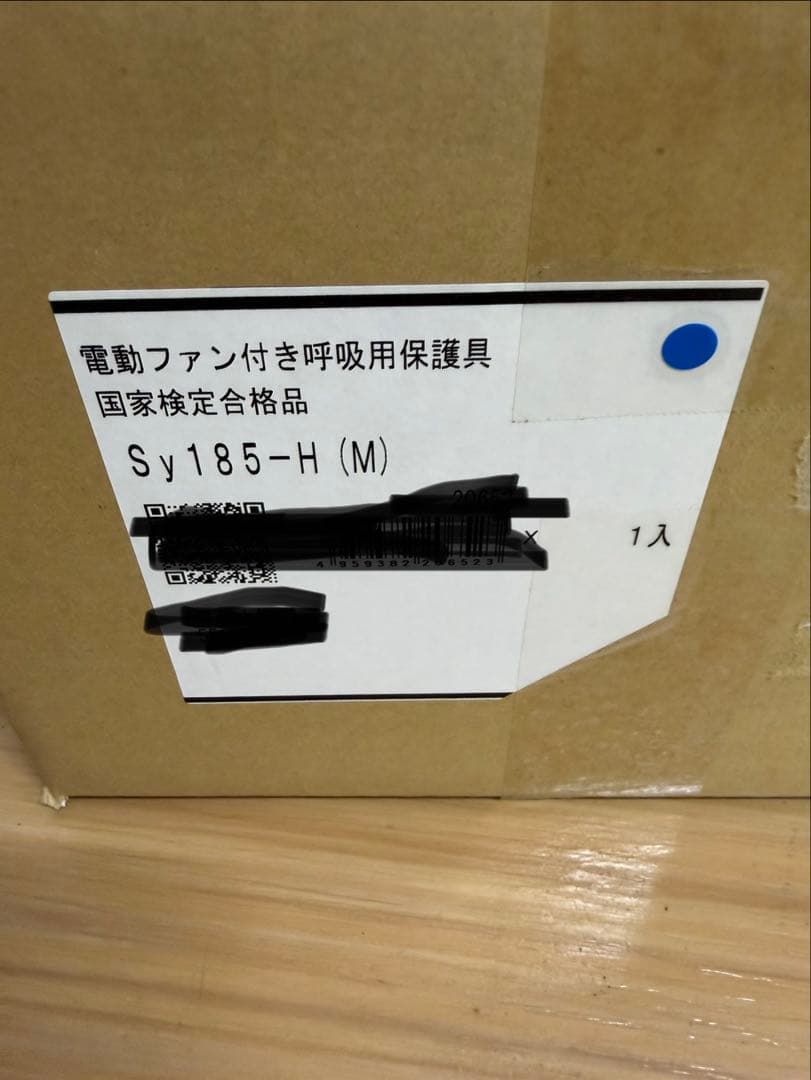 電動ファン付き呼吸用保護具
国家検定合格品
Sy185-H(M)
×
1入